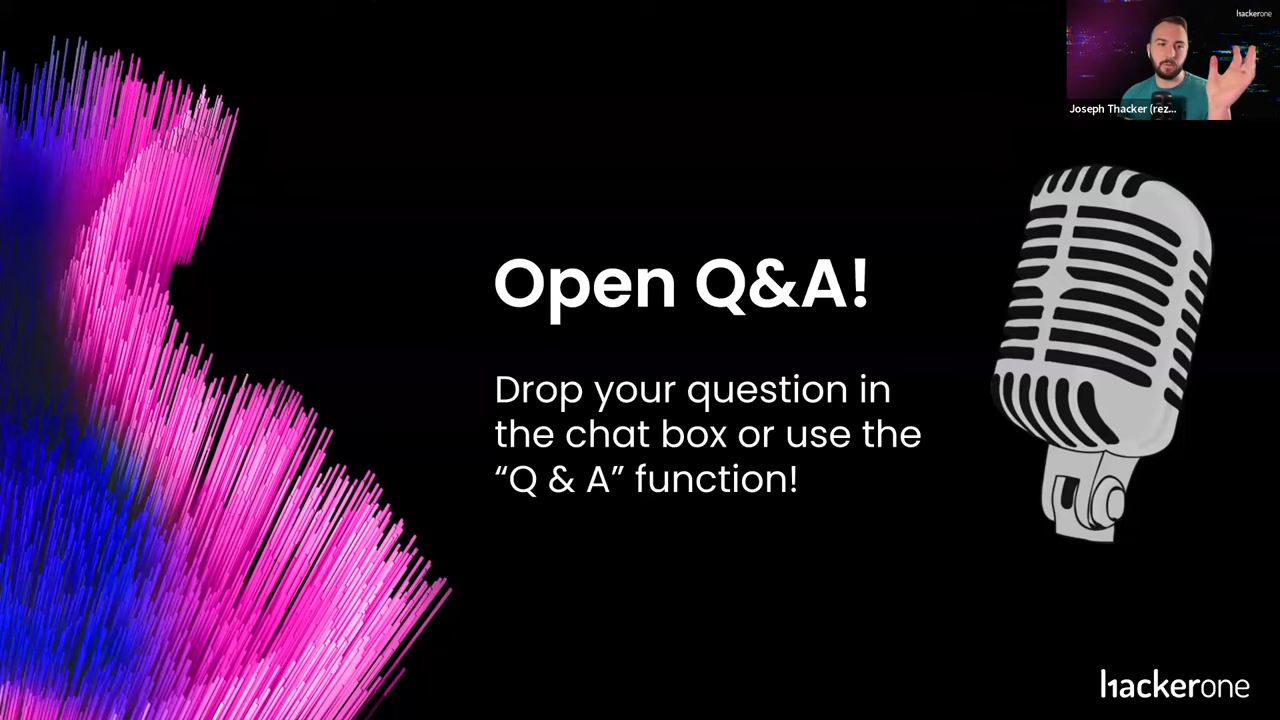 hackerone
Joseph Thacker (rez...
Open Q&A!
Drop your question in
the chat box or use the
“Q & A” function!
hackerone